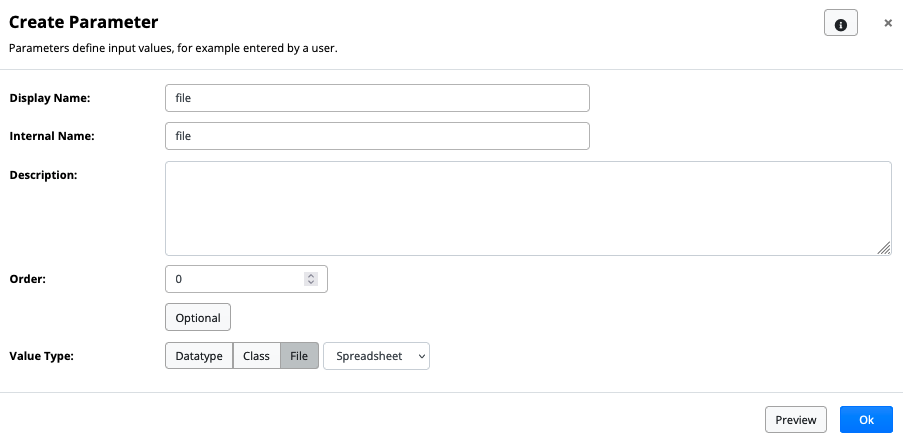 Create Parameter
Parameters define input values, for example entered by a user.
Display Name: file
Internal Name: file
Description:
Order: 0
Optional
Value Type: Datatype Class File Spreadsheet
Preview Ok